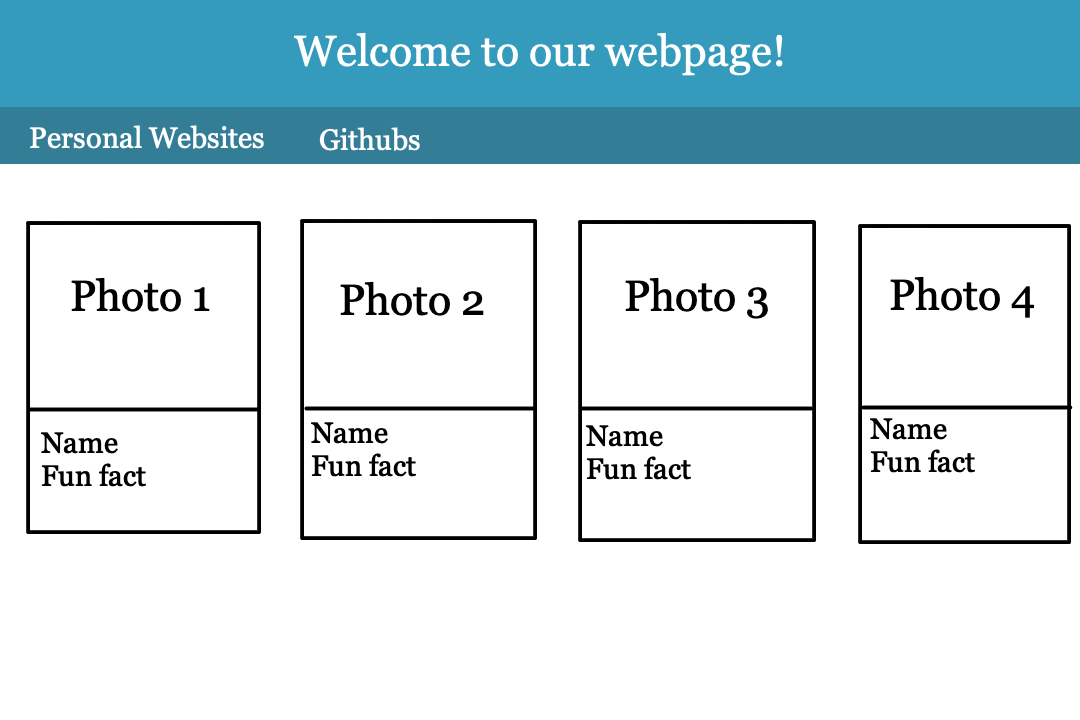 Welcome to our webpage!
Personal Websites
Githubs
Photo 1
Photo 2
Photo 3
Photo 4
Name
Fun fact
Name
Fun fact
Name
Fun fact
Name
Fun fact